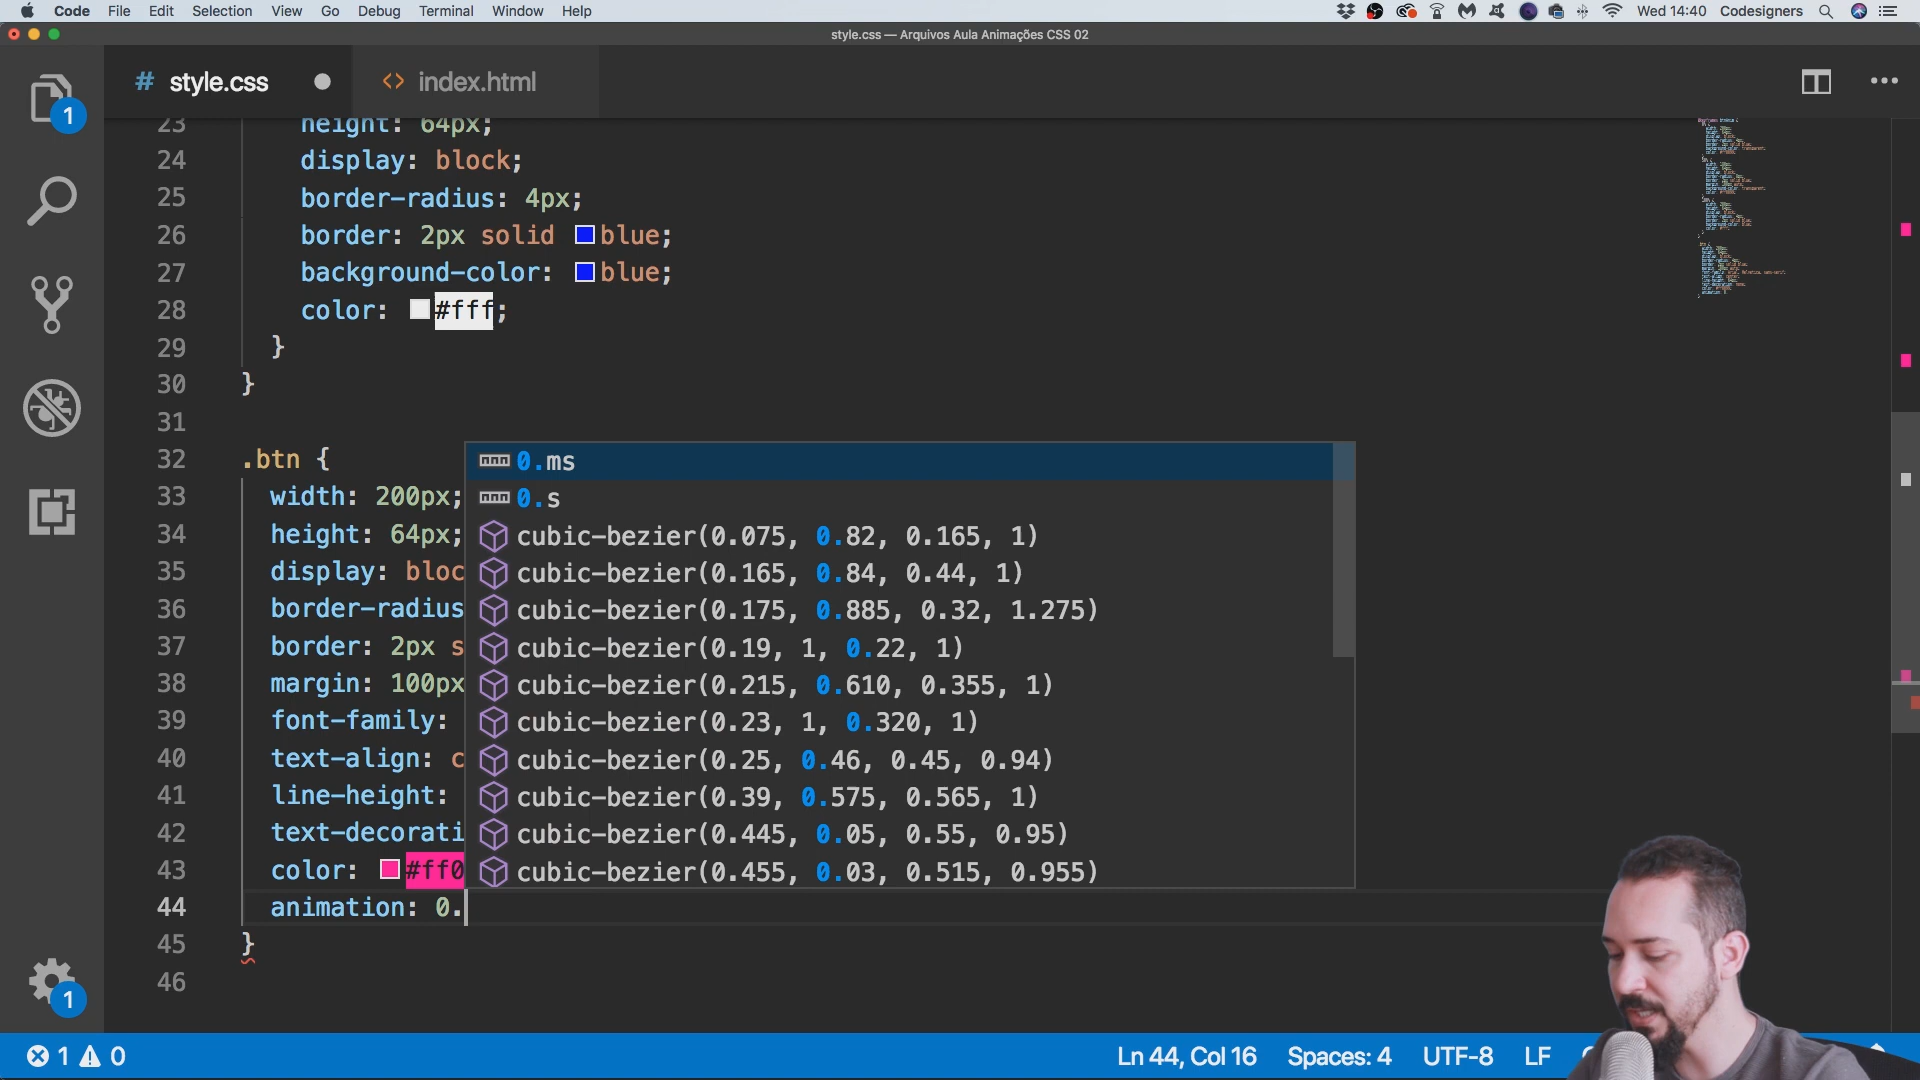 Code File Edit Selection View Go Debug Terminal Window Help Wed 14:40 Codesigners
style.css — Arquivos Aula Animações CSS 02
# style.css <> index.html
1
23 height: 64px;
24 display: block;
25 border-radius: 4px;
26 border: 2px solid blue;
27 background-color: blue;
28 color: #fff;
29 }
30 }
31
32 .btn {
0.ms
33 width: 200px;
0.s
34 height: 64px;
cubic-bezier(0.075, 0.82, 0.165, 1)
35 display: bloc
cubic-bezier(0.165, 0.84, 0.44, 1)
36 border-radius
cubic-bezier(0.175, 0.885, 0.32, 1.275)
37 border: 2px s
cubic-bezier(0.19, 1, 0.22, 1)
38 margin: 100px
cubic-bezier(0.215, 0.610, 0.355, 1)
39 font-family:
cubic-bezier(0.23, 1, 0.320, 1)
40 text-align: c
cubic-bezier(0.25, 0.46, 0.45, 0.94)
41 line-height:
cubic-bezier(0.39, 0.575, 0.565, 1)
42 text-decorati
cubic-bezier(0.445, 0.05, 0.55, 0.95)
43 color: #ff0
cubic-bezier(0.455, 0.03, 0.515, 0.955)
44 animation: 0.
45 }
46
1
1 0 Ln 44, Col 16 Spaces: 4 UTF-8 LF